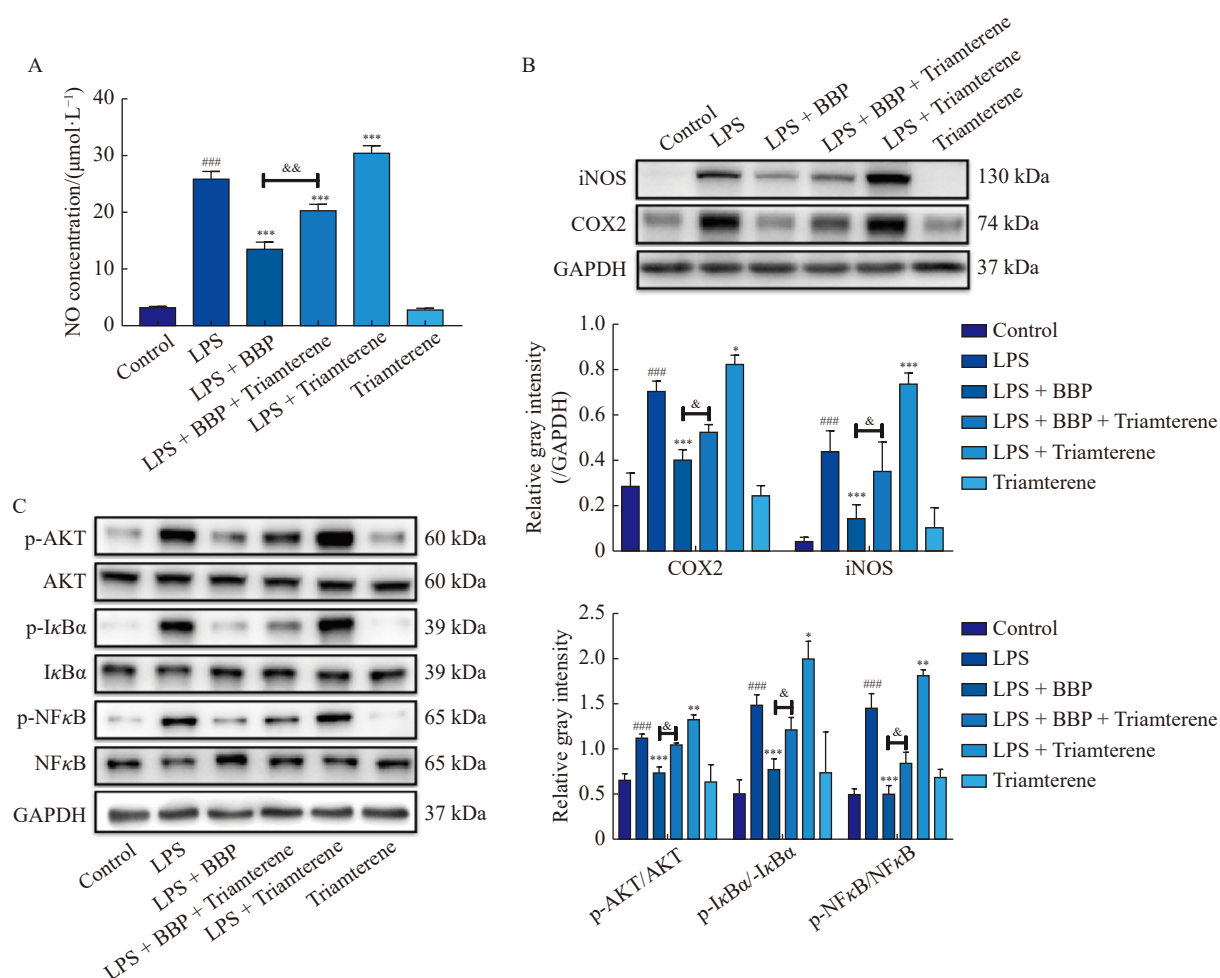 A
NO concentration/(μmol·L⁻¹)
40
30
20
10
0
###
***
&&
***
***
Control
LPS
LPS + BBP
LPS + BBP + Triamterene
LPS + Triamterene
Triamterene
B
Control
LPS
LPS + BBP
LPS + BBP + Triamterene
LPS + Triamterene
Triamterene
iNOS
130 kDa
COX2
74 kDa
GAPDH
37 kDa
Relative gray intensity
(/GAPDH)
1.0
0.8
0.6
0.4
0.2
0
###
***
&
*
###
***
&
***
COX2
iNOS
Control
LPS
LPS + BBP
LPS + BBP + Triamterene
LPS + Triamterene
Triamterene
C
p-AKT
60 kDa
AKT
60 kDa
p-IκBα
39 kDa
IκBα
39 kDa
p-NFκB
65 kDa
NFκB
65 kDa
GAPDH
37 kDa
Control
LPS
LPS + BBP
LPS + BBP + Triamterene
LPS + Triamterene
Triamterene
Relative gray intensity
2.5
2.0
1.5
1.0
0.5
0
###
***
&
**
###
***
&
*
###
***
&
**
p-AKT/AKT
p-IκBα/-IκBα
p-NFκB/NFκB
Control
LPS
LPS + BBP
LPS + BBP + Triamterene
LPS + Triamterene
Triamterene